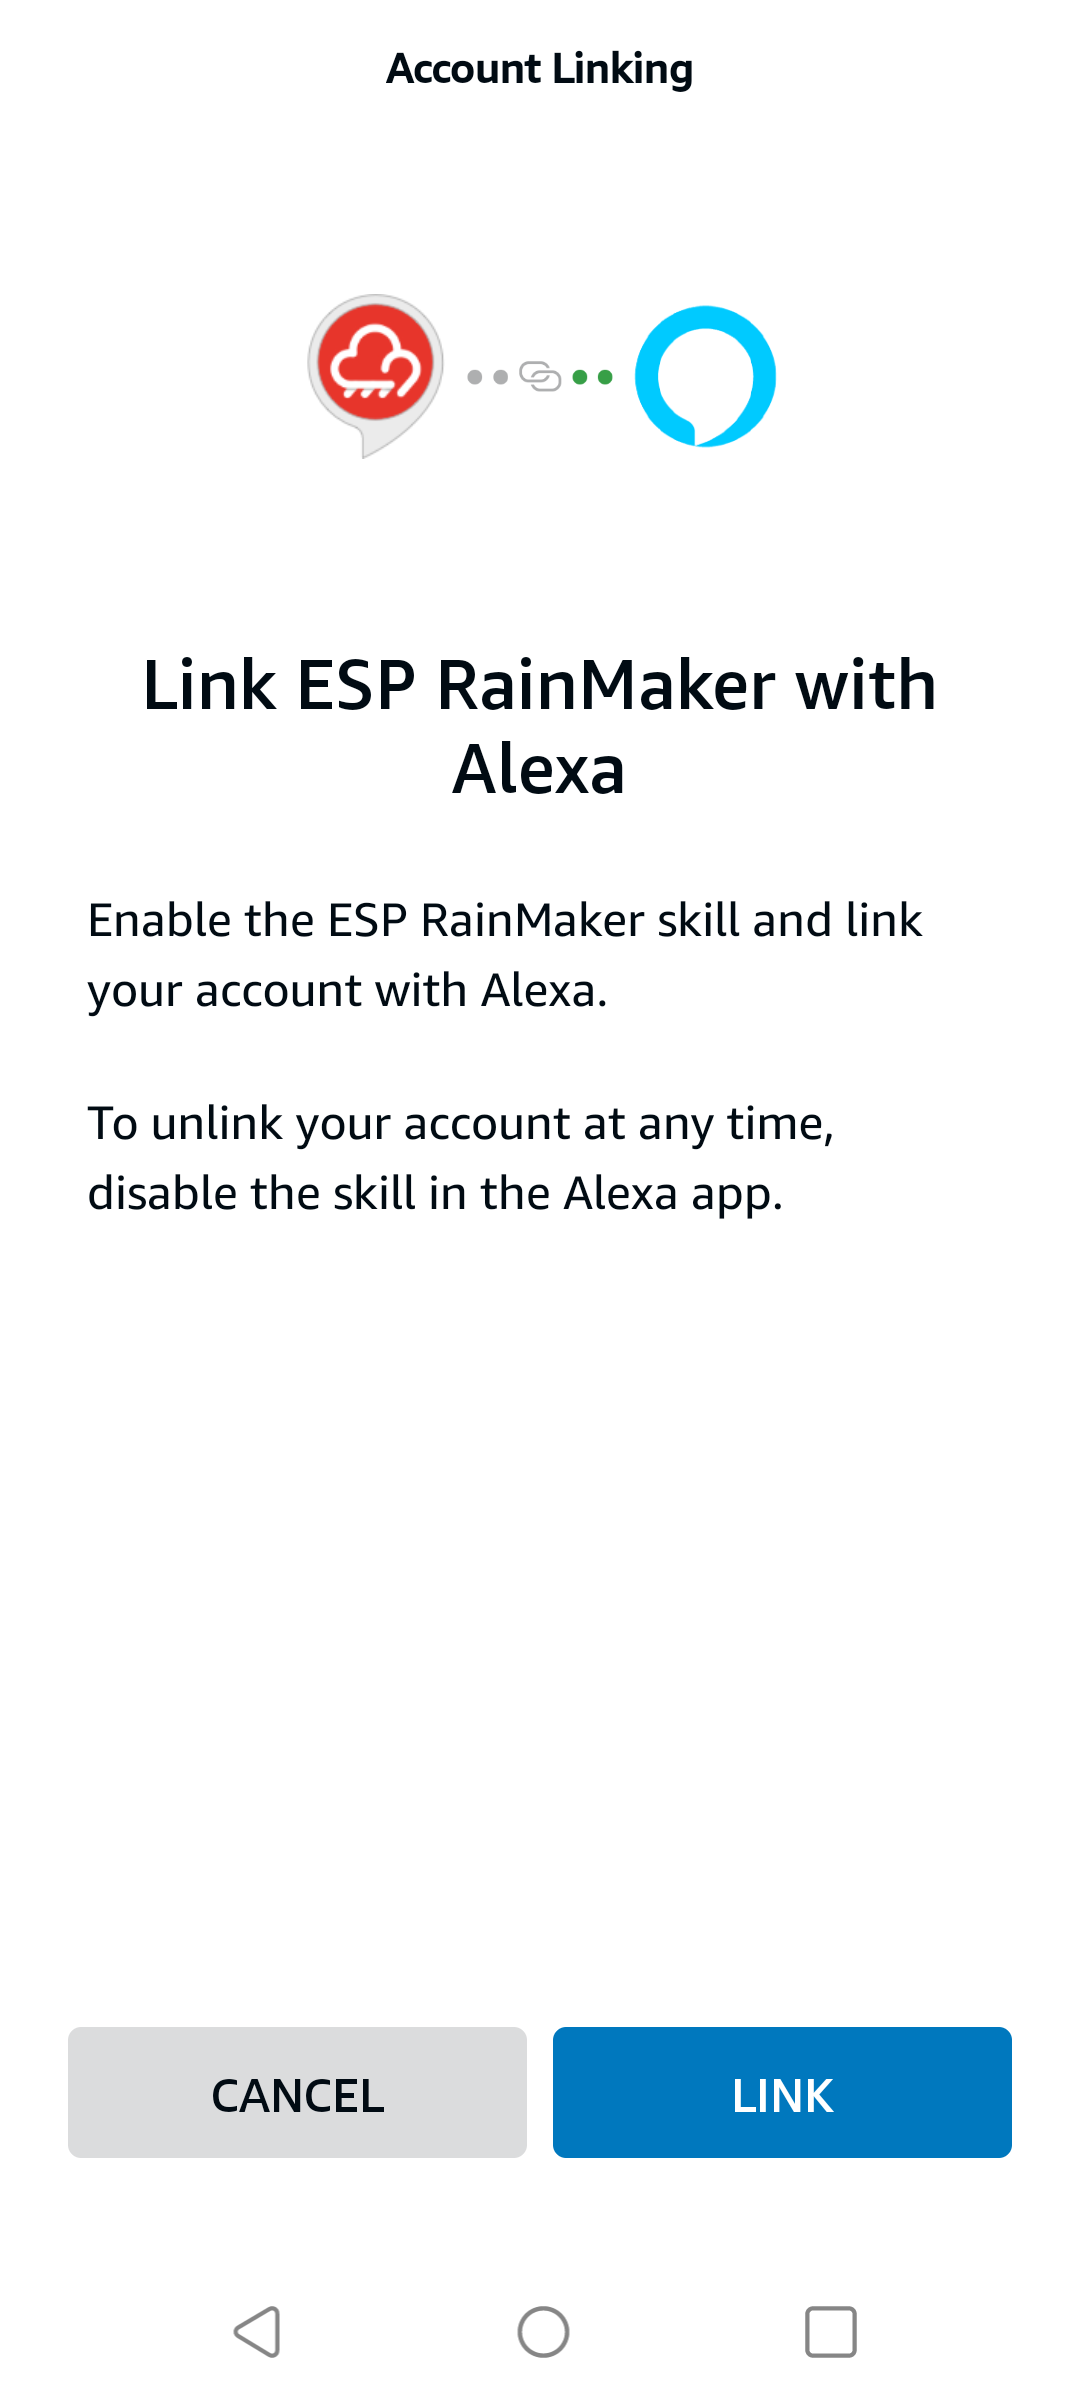 Account Linking
Link ESP RainMaker with
Alexa
Enable the ESP RainMaker skill and link
your account with Alexa.
To unlink your account at any time,
disable the skill in the Alexa app.
CANCEL
LINK